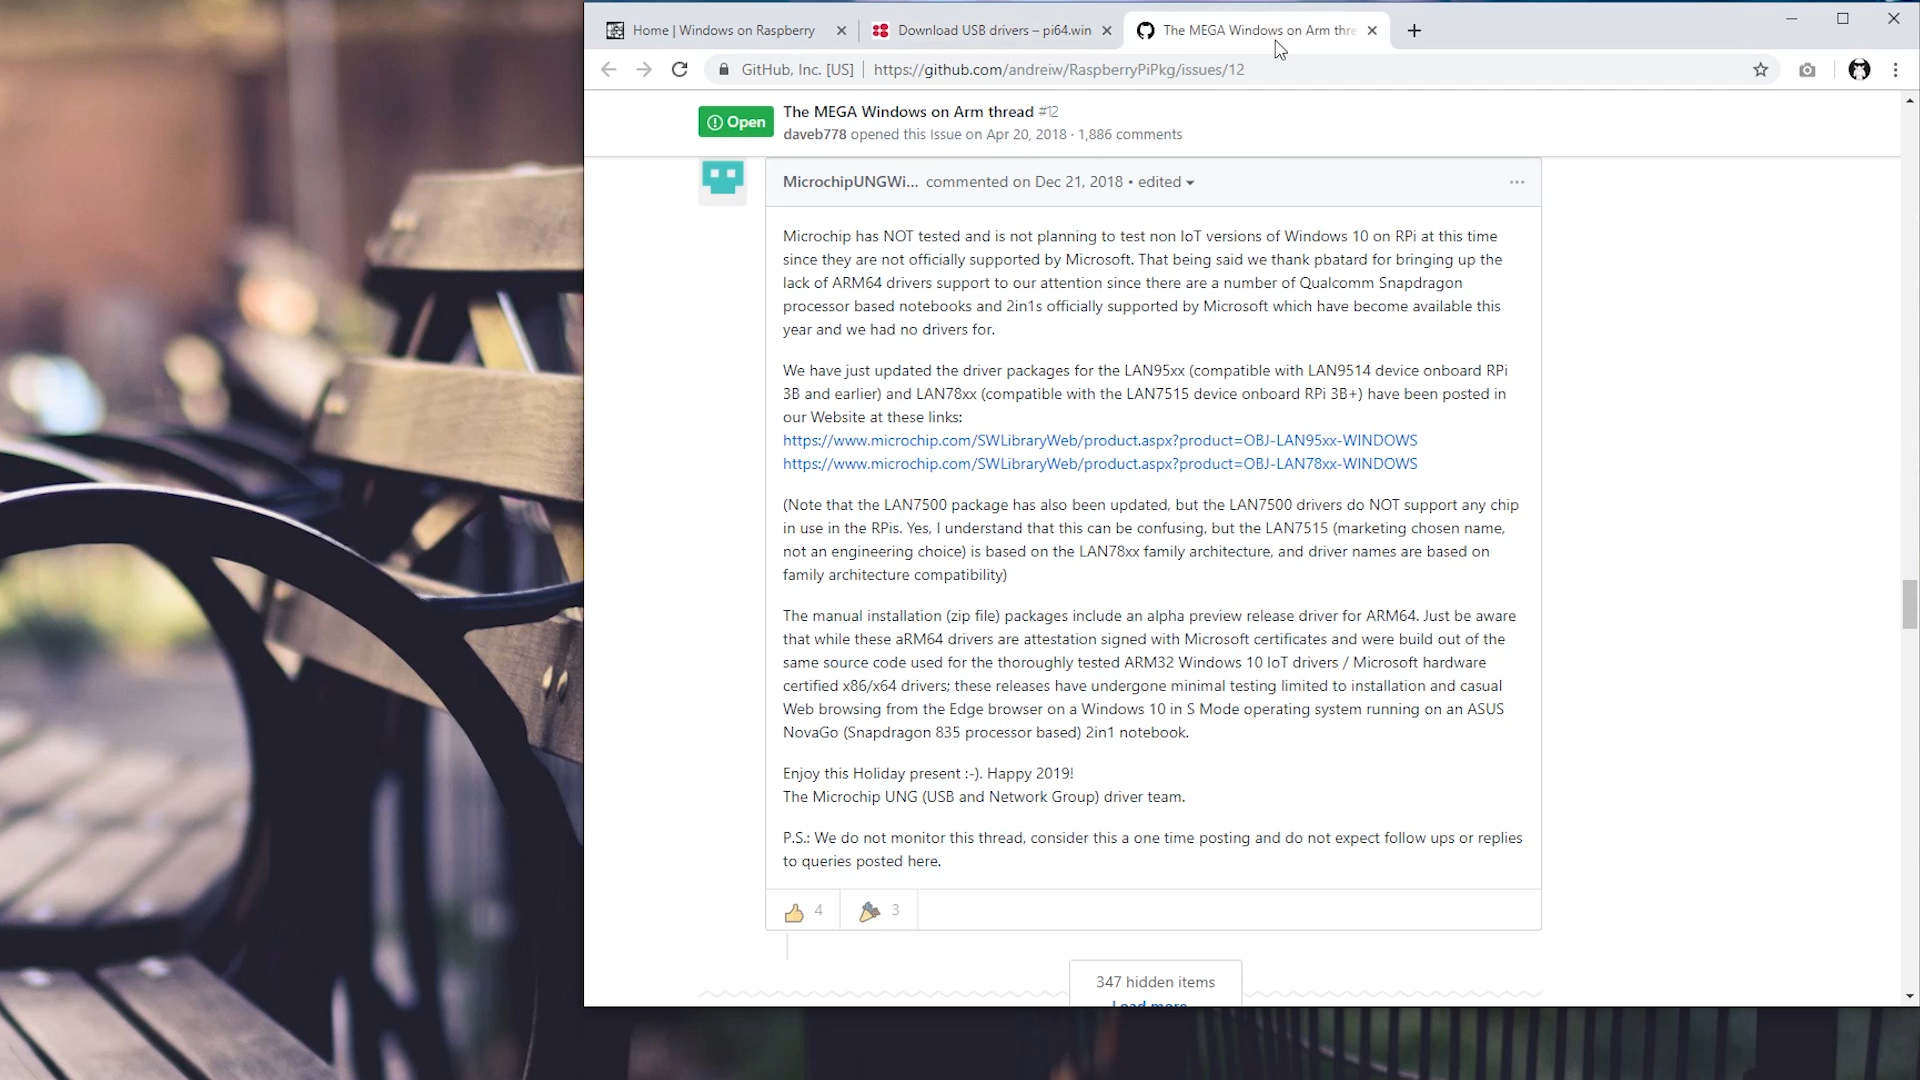 Home | Windows on Raspberry
Download USB drivers – pi64.win
The MEGA Windows on Arm thre
GitHub, Inc. [US]
https://github.com/andreiw/RaspberryPiPkg/issues/12
Open
The MEGA Windows on Arm thread #12
daveb778 opened this Issue on Apr 20, 2018 · 1,886 comments
MicrochipUNGWi... commented on Dec 21, 2018 • edited
Microchip has NOT tested and is not planning to test non IoT versions of Windows 10 on RPi at this time
since they are not officially supported by Microsoft. That being said we thank pbatard for bringing up the
lack of ARM64 drivers support to our attention since there are a number of Qualcomm Snapdragon
processor based notebooks and 2in1s officially supported by Microsoft which have become available this
year and we had no drivers for.
We have just updated the driver packages for the LAN95xx (compatible with LAN9514 device onboard RPi
3B and earlier) and LAN78xx (compatible with the LAN7515 device onboard RPi 3B+) have been posted in
our Website at these links:
https://www.microchip.com/SWLibraryWeb/product.aspx?product=OBJ-LAN95xx-WINDOWS
https://www.microchip.com/SWLibraryWeb/product.aspx?product=OBJ-LAN78xx-WINDOWS
(Note that the LAN7500 package has also been updated, but the LAN7500 drivers do NOT support any chip
in use in the RPis. Yes, I understand that this can be confusing, but the LAN7515 (marketing chosen name,
not an engineering choice) is based on the LAN78xx family architecture, and driver names are based on
family architecture compatibility)
The manual installation (zip file) packages include an alpha preview release driver for ARM64. Just be aware
that while these aRM64 drivers are attestation signed with Microsoft certificates and were build out of the
same source code used for the thoroughly tested ARM32 Windows 10 IoT drivers / Microsoft hardware
certified x86/x64 drivers; these releases have undergone minimal testing limited to installation and casual
Web browsing from the Edge browser on a Windows 10 in S Mode operating system running on an ASUS
NovaGo (Snapdragon 835 processor based) 2in1 notebook.
Enjoy this Holiday present :-). Happy 2019!
The Microchip UNG (USB and Network Group) driver team.
P.S.: We do not monitor this thread, consider this a one time posting and do not expect follow ups or replies
to queries posted here.
4
3
347 hidden items
Load more